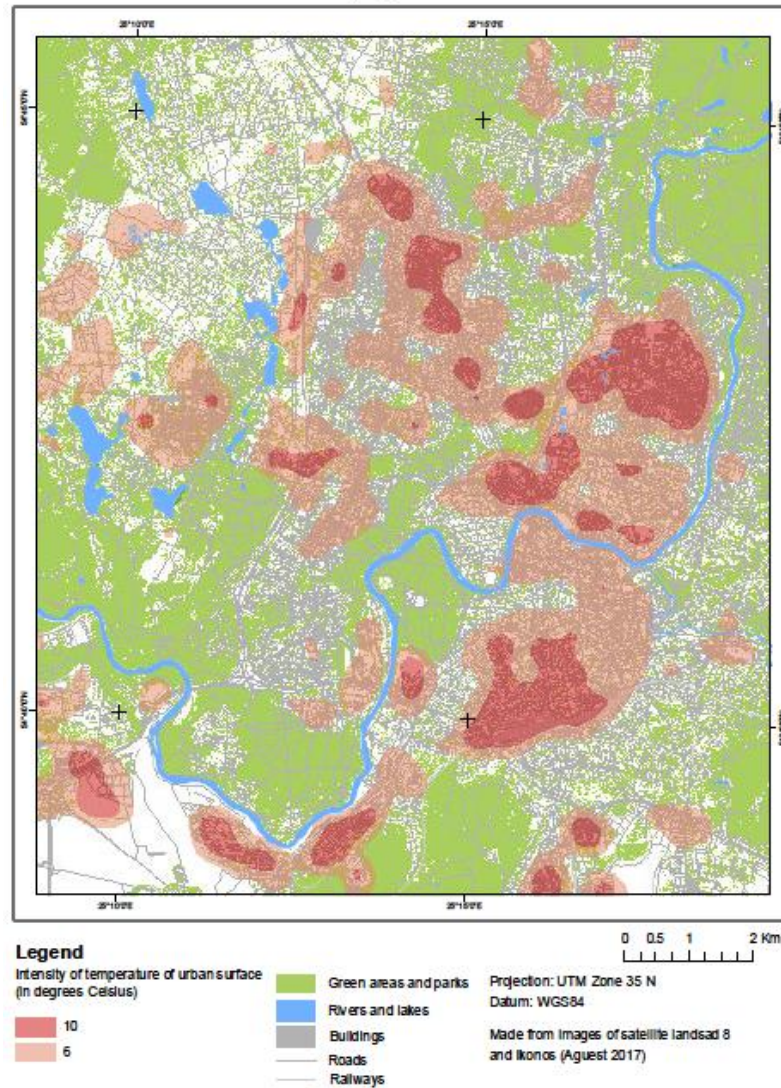 Legend
Intensity of temperature of urban surface
(in degrees Celsius)
10
6
Green areas and parks
Rivers and lakes
Buildings
Roads
Railways
0 0.5 1 2 Km
Projection: UTM Zone 35 N
Datum: WGS84
Made from images of satellite landsad 8
and Ikonos (Aguest 2017)